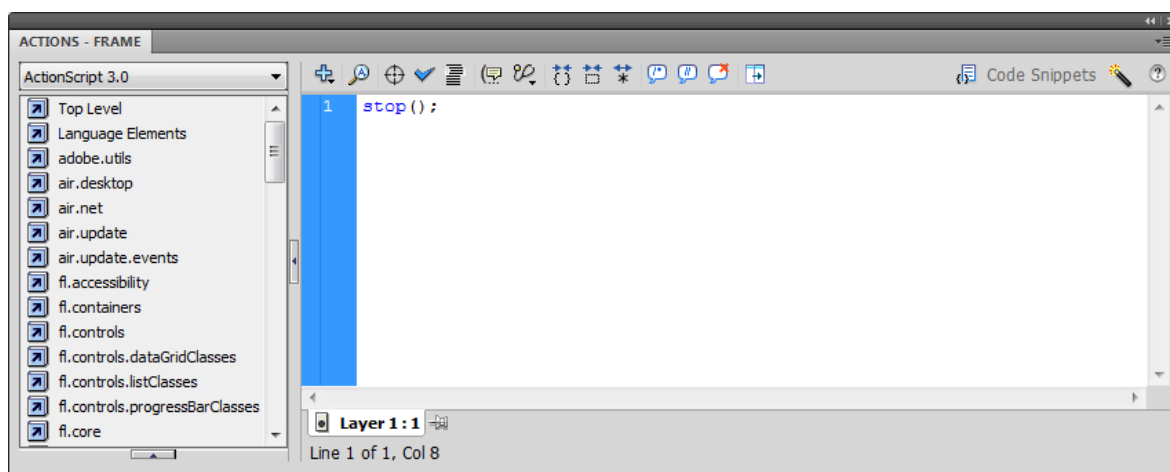 ACTIONS - FRAME
ActionScript 3.0
Code Snippets
Top Level
Language Elements
adobe.utils
air.desktop
air.net
air.update
air.update.events
fl.accessibility
fl.containers
fl.controls
fl.controls.dataGridClasses
fl.controls.listClasses
fl.controls.progressBarClasses
fl.core
1 stop();
Layer 1 : 1
Line 1 of 1, Col 8